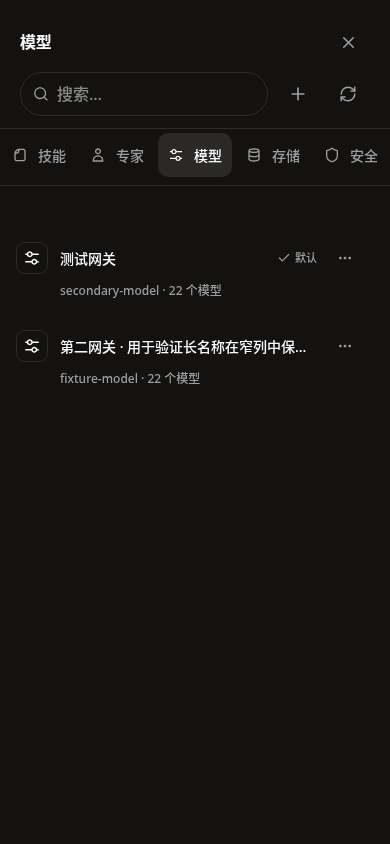 模型
搜索...
技能 专家 模型 存储 安全
测试网关 默认
secondary-model · 22 个模型
第二网关 · 用于验证长名称在窄列中保...
fixture-model · 22 个模型